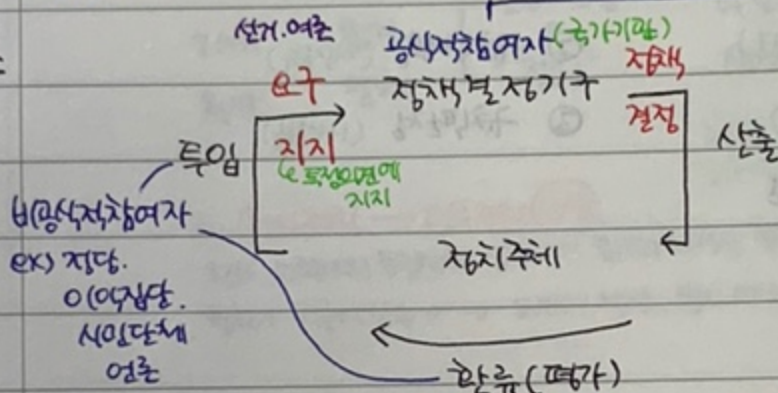 선거.여론
공식적참여자(국가기관)
요구
정책결정기구
정책
결정
산출
투입
지지
특정의견에
지지
비공식적참여자
ex) 정당.
이익집단.
시민단체
언론
정치주체
환류(평가)